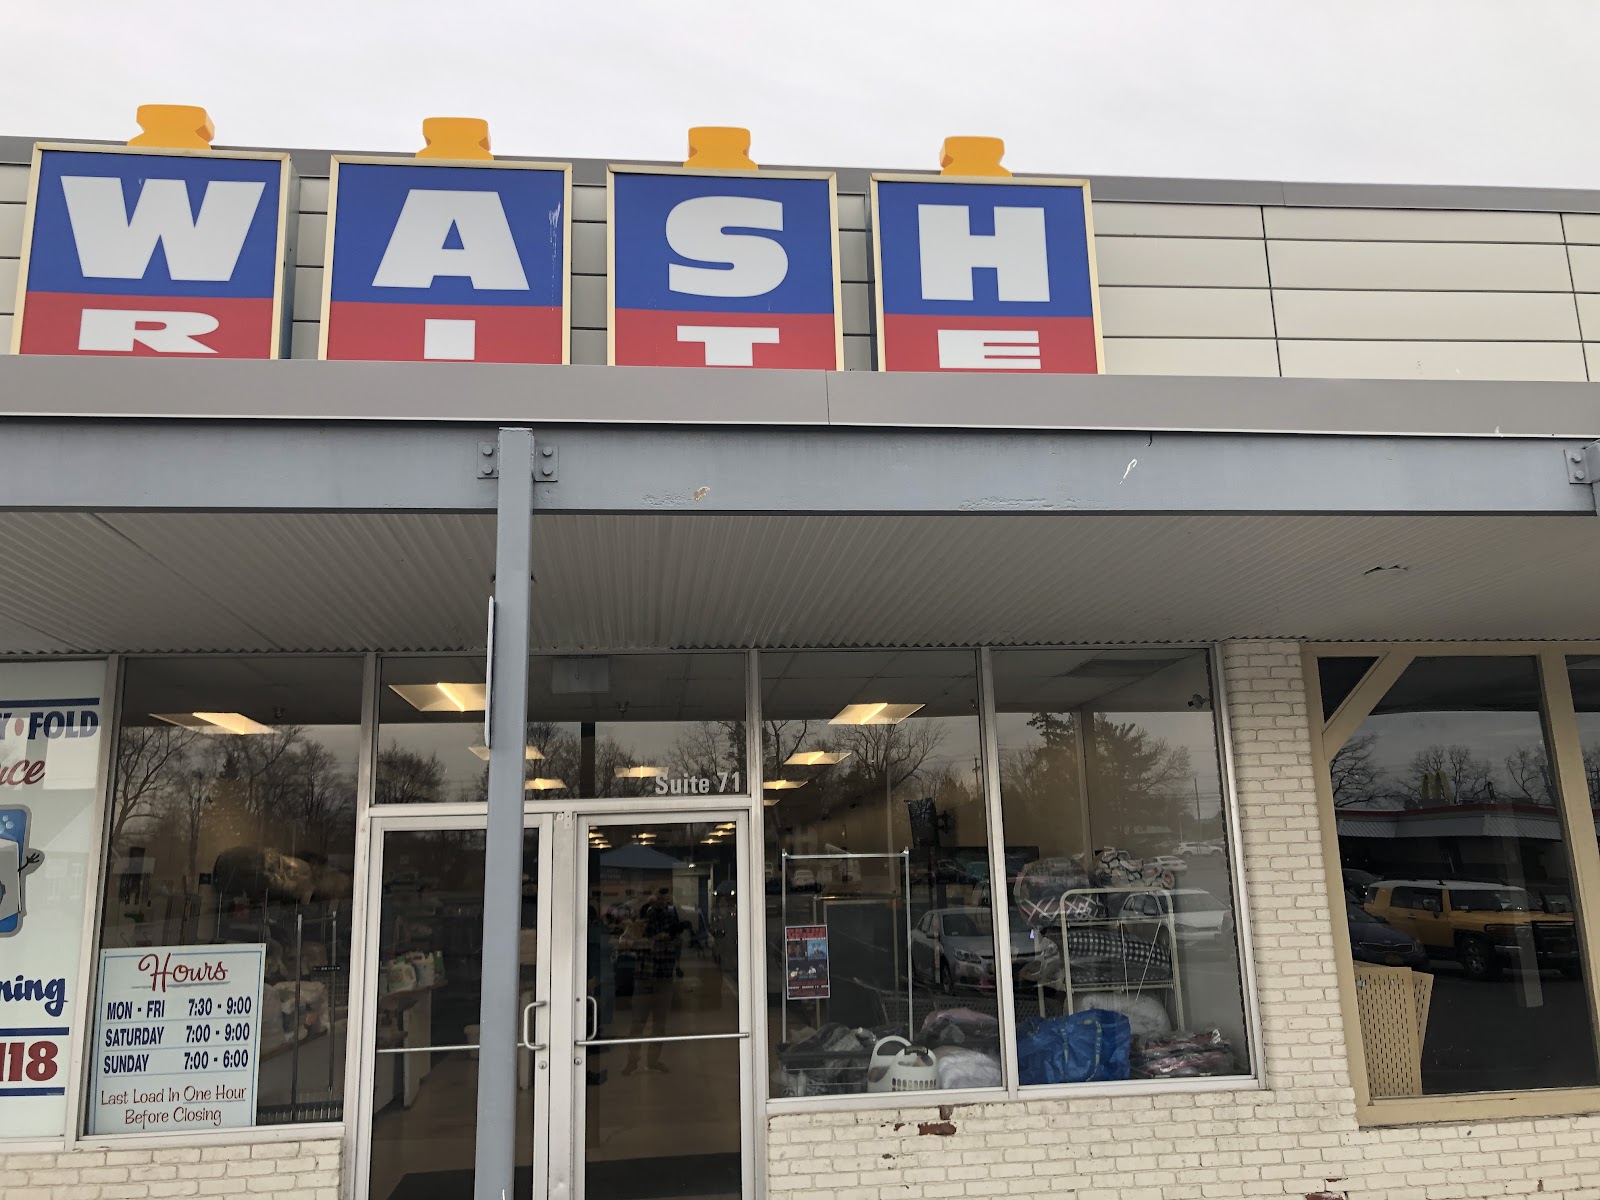 WASH
RITE
Suite 71
FOLD
Hours
MON - FRI 7:30 - 9:00
SATURDAY 7:00 - 9:00
SUNDAY 7:00 - 6:00
Last Load In One Hour
Before Closing
118